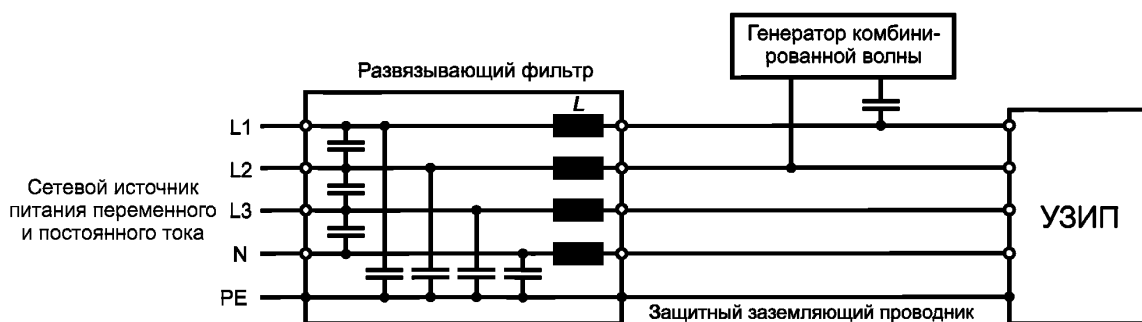 Генератор комбини-
рованной волны
Развязывающий фильтр
L
L1
L2
Сетевой источник
питания переменного
и постоянного тока
L3
N
PE
УЗИП
Защитный заземляющий проводник